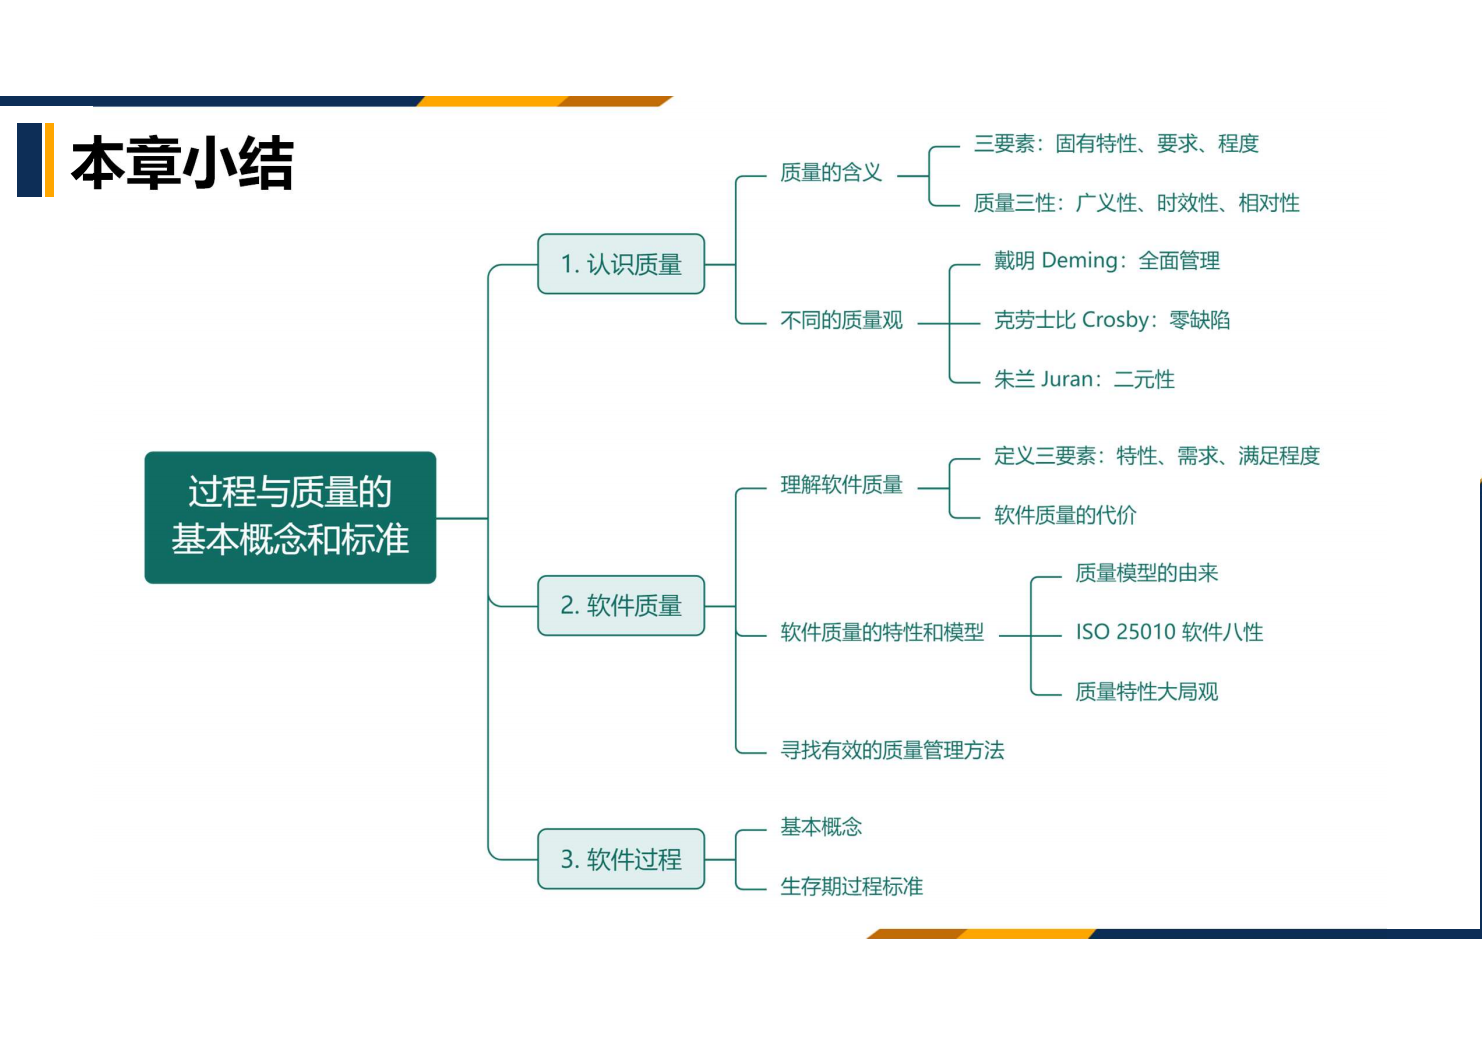 本章小结
过程与质量的
基本概念和标准
1. 认识质量
质量的含义
三要素：固有特性、要求、程度
质量三性：广义性、时效性、相对性
不同的质量观
戴明 Deming：全面管理
克劳士比 Crosby：零缺陷
朱兰 Juran：二元性
2. 软件质量
理解软件质量
定义三要素：特性、需求、满足程度
软件质量的代价
软件质量的特性和模型
质量模型的由来
ISO 25010 软件八性
质量特性大局观
寻找有效的质量管理方法
3. 软件过程
基本概念
生存期过程标准